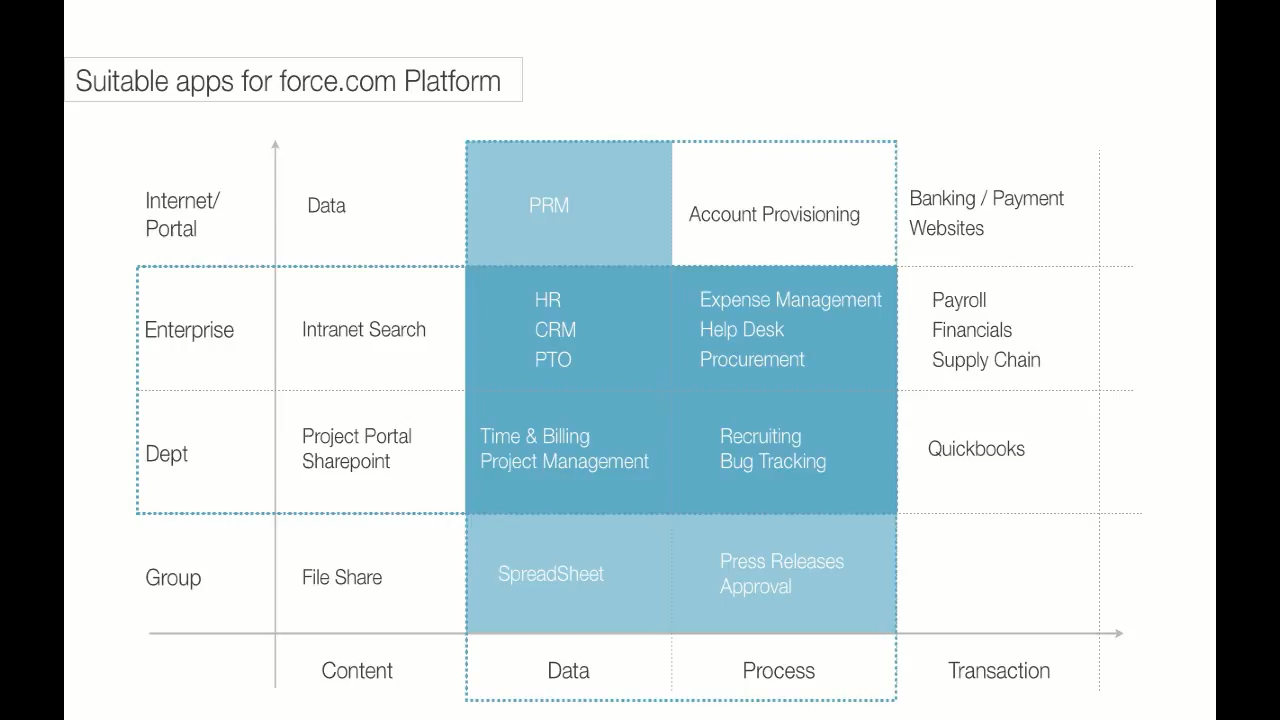 Suitable apps for force.com Platform
Internet/
Portal
Data
PRM
Account Provisioning
Banking / Payment
Websites
Enterprise
Intranet Search
HR
CRM
PTO
Expense Management
Help Desk
Procurement
Payroll
Financials
Supply Chain
Dept
Project Portal
Sharepoint
Time & Billing
Project Management
Recruiting
Bug Tracking
Quickbooks
Group
File Share
SpreadSheet
Press Releases
Approval
Content
Data
Process
Transaction